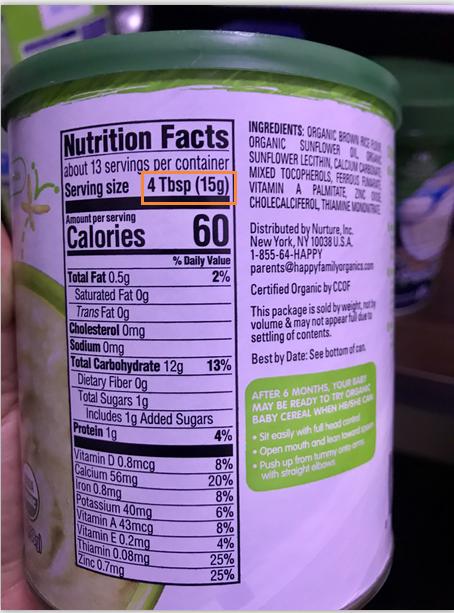 Nutrition Facts
about 13 servings per container
Serving size 4 Tbsp (15g)
Amount per serving
Calories 60
% Daily Value
Total Fat 0.5g 2%
Saturated Fat 0g
Trans Fat 0g
Cholesterol 0mg
Sodium 0mg
Total Carbohydrate 12g 13%
Dietary Fiber 0g
Total Sugars 1g
Includes 1g Added Sugars
Protein 1g 4%
Vitamin D 0.8mcg 8%
Calcium 56mg 20%
Iron 0.8mg 8%
Potassium 40mg 6%
Vitamin A 43mcg 8%
Vitamin E 0.2mg 4%
Thiamin 0.08mg 25%
Zinc 0.7mg 25%
INGREDIENTS: ORGANIC BROWN RICE FLOUR,
ORGANIC SUNFLOWER OIL, ORGANIC
SUNFLOWER LECITHIN, CALCIUM CARBONATE,
MIXED TOCOPHEROLS, FERROUS FUMARATE,
VITAMIN A PALMITATE, ZINC OXIDE,
CHOLECALCIFEROL, THIAMINE MONONITRATE.
Distributed by Nurture, Inc.
New York, NY 10038 U.S.A.
1-855-64-HAPPY
parents@happyfamilyorganics.com
Certified Organic by CCOF
This package is sold by weight, not by
volume & may not appear full due to
settling of contents.
Best by Date: See bottom of can.
AFTER 6 MONTHS, YOUR BABY
MAY BE READY TO TRY ORGANIC
BABY CEREAL WHEN HE/SHE CAN:
• Sit easily with full head control
• Open mouth and lean toward spoon
• Push up from tummy onto arms
with straight elbows